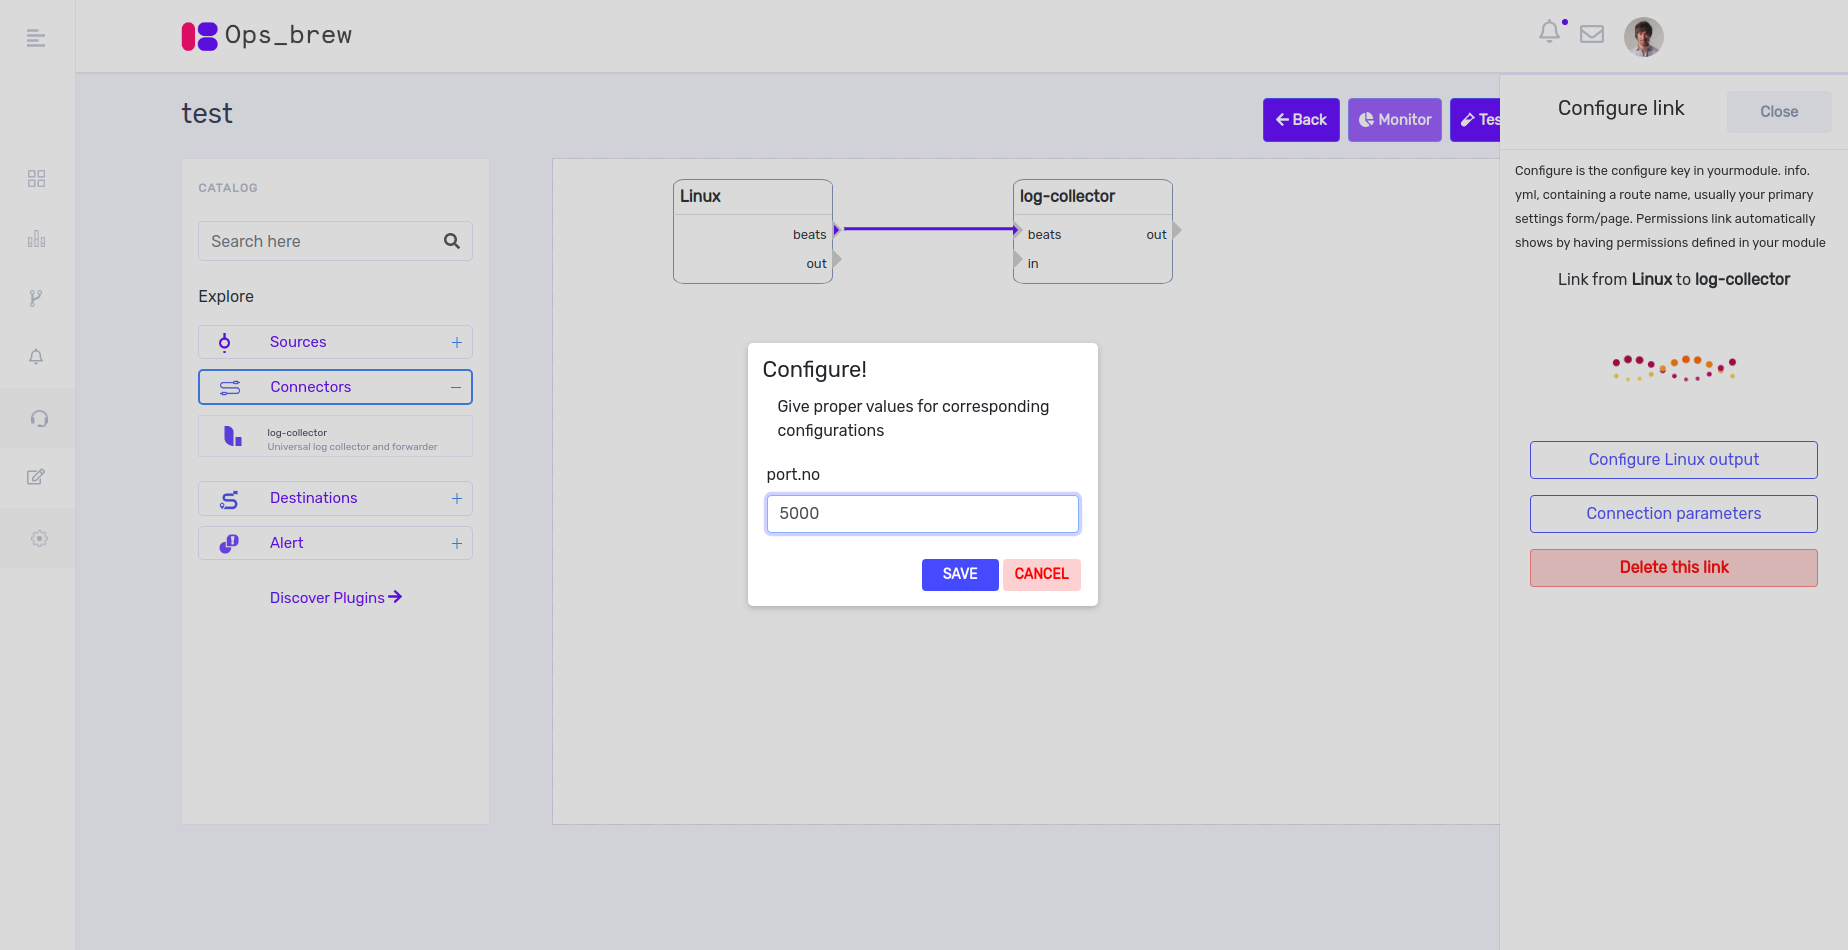 Ops_brew
test
Back
Monitor
Tes
CATALOG
Search here
Explore
Sources
Connectors
log-collector
Universal log collector and forwarder
Destinations
Alert
Discover Plugins
Linux
beats
out
log-collector
beats
out
in
Configure!
Give proper values for corresponding
configurations
port.no
5000
SAVE
CANCEL
Configure link
Close
Configure is the configure key in yourmodule. info.
yml, containing a route name, usually your primary
settings form/page. Permissions link automatically
shows by having permissions defined in your module
Link from Linux to log-collector
Configure Linux output
Connection parameters
Delete this link